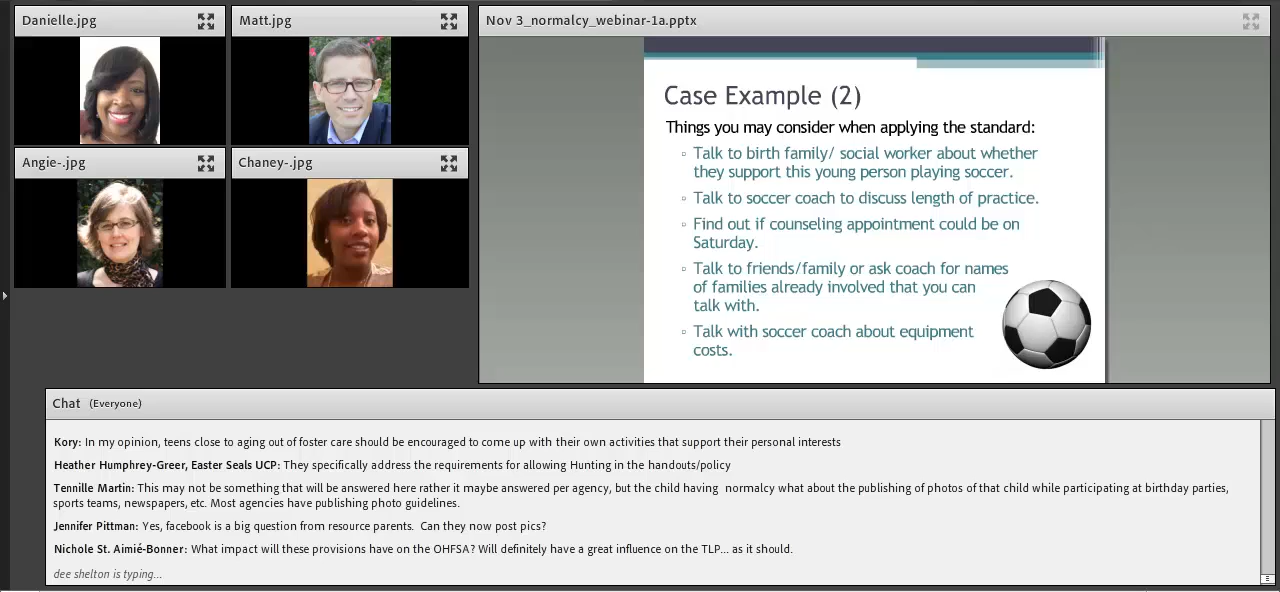 Danielle.jpg
Matt.jpg
Angie-.jpg
Chaney-.jpg
Nov 3_normalcy_webinar-1a.pptx
Case Example (2)
Things you may consider when applying the standard:
▫ Talk to birth family/ social worker about whether
they support this young person playing soccer.
▫ Talk to soccer coach to discuss length of practice.
▫ Find out if counseling appointment could be on
Saturday.
▫ Talk to friends/family or ask coach for names
of families already involved that you can
talk with.
▫ Talk with soccer coach about equipment
costs.
Chat (Everyone)
Kory: In my opinion, teens close to aging out of foster care should be encouraged to come up with their own activities that support their personal interests
Heather Humphrey-Greer, Easter Seals UCP: They specifically address the requirements for allowing Hunting in the handouts/policy
Tennille Martin: This may not be something that will be answered here rather it maybe answered per agency, but the child having  normalcy what about the publishing of photos of that child while participating at birthday parties,
sports teams, newspapers, etc. Most agencies have publishing photo guidelines.
Jennifer Pittman: Yes, facebook is a big question from resource parents.  Can they now post pics?
Nichole St. Aimié-Bonner: What impact will these provisions have on the OHFSA? Will definitely have a great influence on the TLP... as it should.
dee shelton is typing...